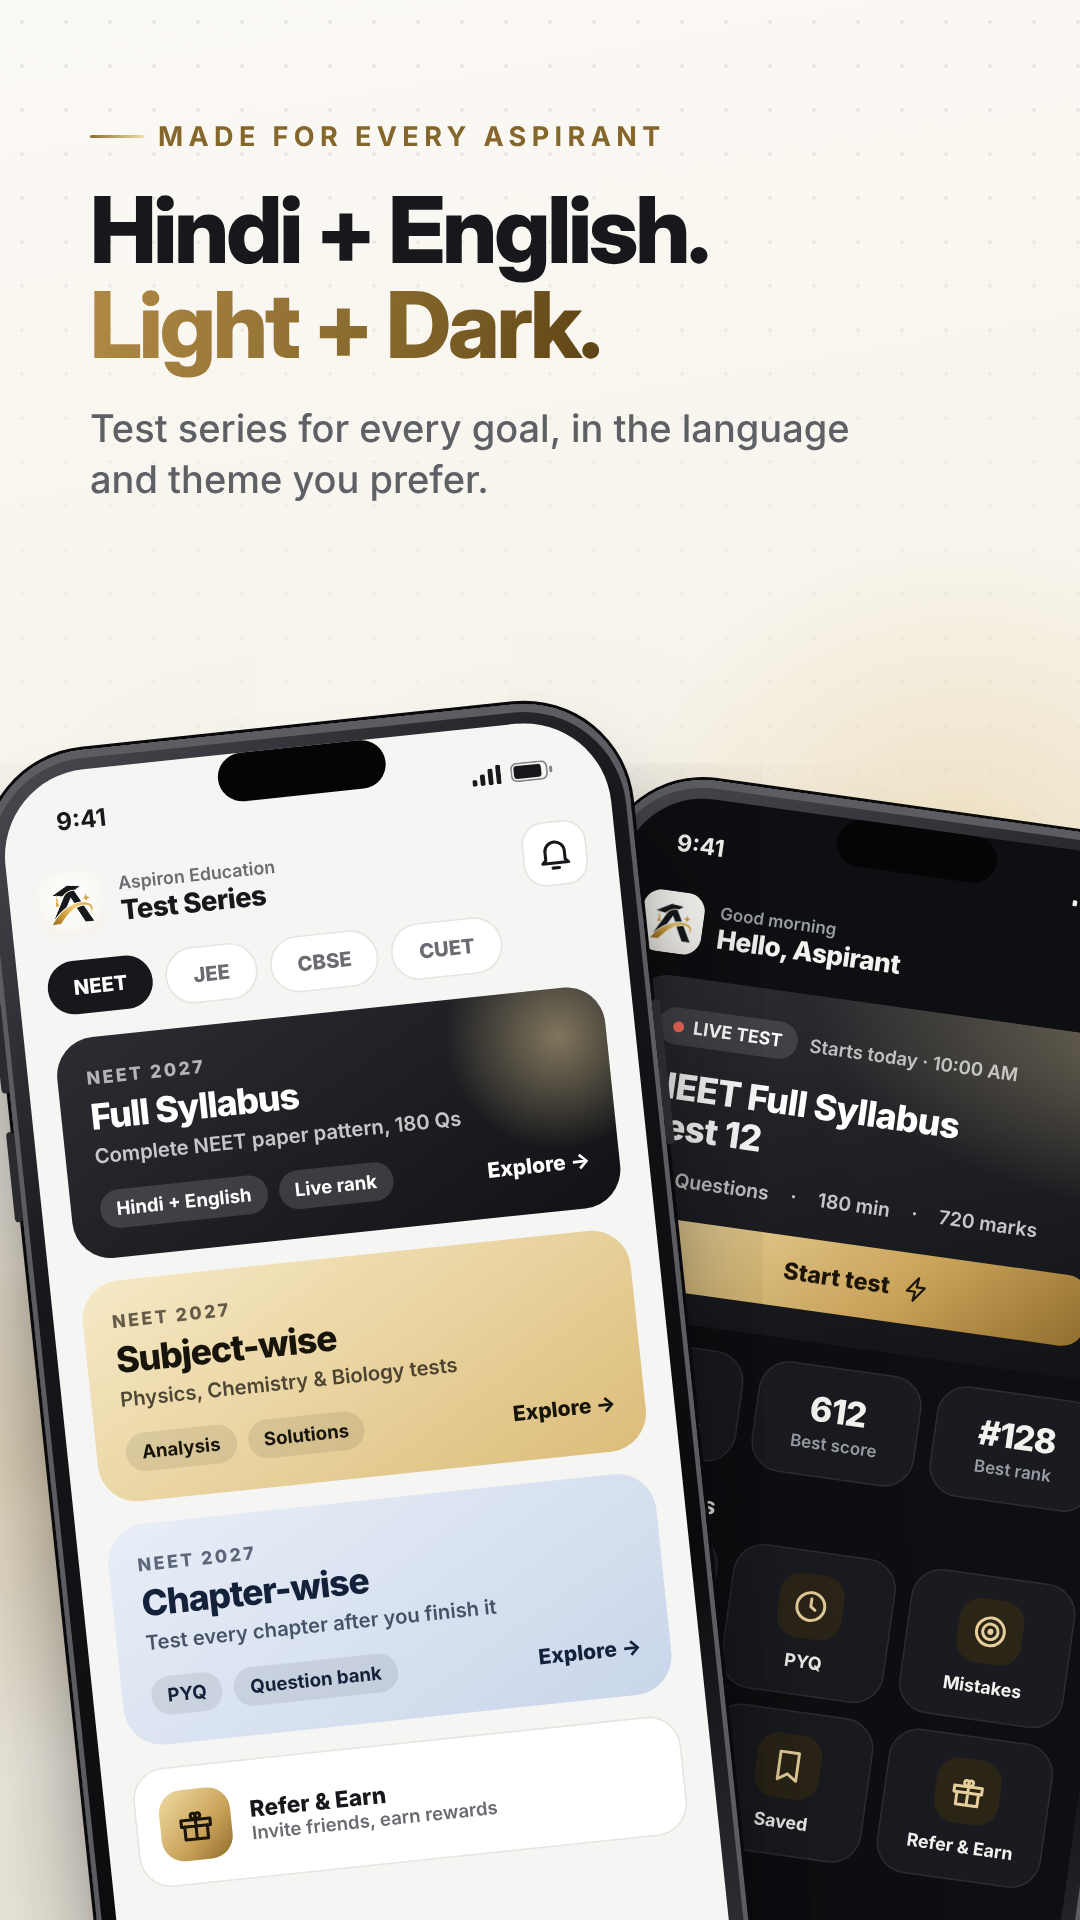 MADE FOR EVERY ASPIRANT
Hindi + English.
Light + Dark.
Test series for every goal, in the language
and theme you prefer.
9:41
Aspiron Education
Test Series
NEET
JEE
CBSE
CUET
NEET 2027
Full Syllabus
Complete NEET paper pattern, 180 Qs
Hindi + English
Live rank
Explore →
NEET 2027
Subject-wise
Physics, Chemistry & Biology tests
Analysis
Solutions
Explore →
NEET 2027
Chapter-wise
Test every chapter after you finish it
PYQ
Question bank
Explore →
Refer & Earn
Invite friends, earn rewards
9:41
Good morning
Hello, Aspirant
LIVE TEST
Starts today · 10:00 AM
NEET Full Syllabus
est 12
Questions · 180 min · 720 marks
Start test
612
Best score
#128
Best rank
s
PYQ
Mistakes
Saved
Refer & Earn